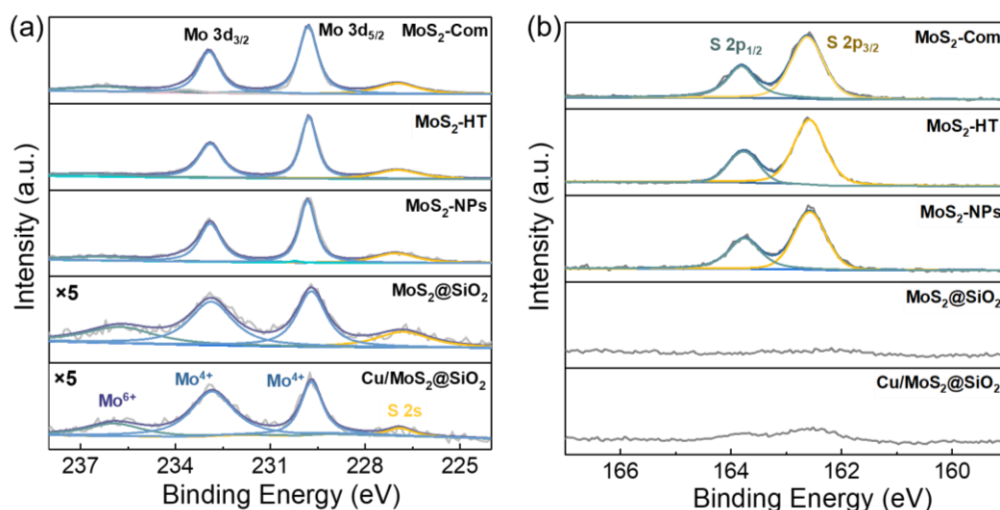 (a)
Mo 3d3/2
Mo 3d5/2
MoS2-Com
MoS2-HT
MoS2-NPs
×5
MoS2@SiO2
×5
Cu/MoS2@SiO2
Mo6+
Mo4+
Mo4+
S 2s
Intensity (a.u.)
237 234 231 228 225
Binding Energy (eV)
(b)
S 2p1/2
S 2p3/2
MoS2-Com
MoS2-HT
MoS2-NPs
MoS2@SiO2
Cu/MoS2@SiO2
Intensity (a.u.)
166 164 162 160
Binding Energy (eV)